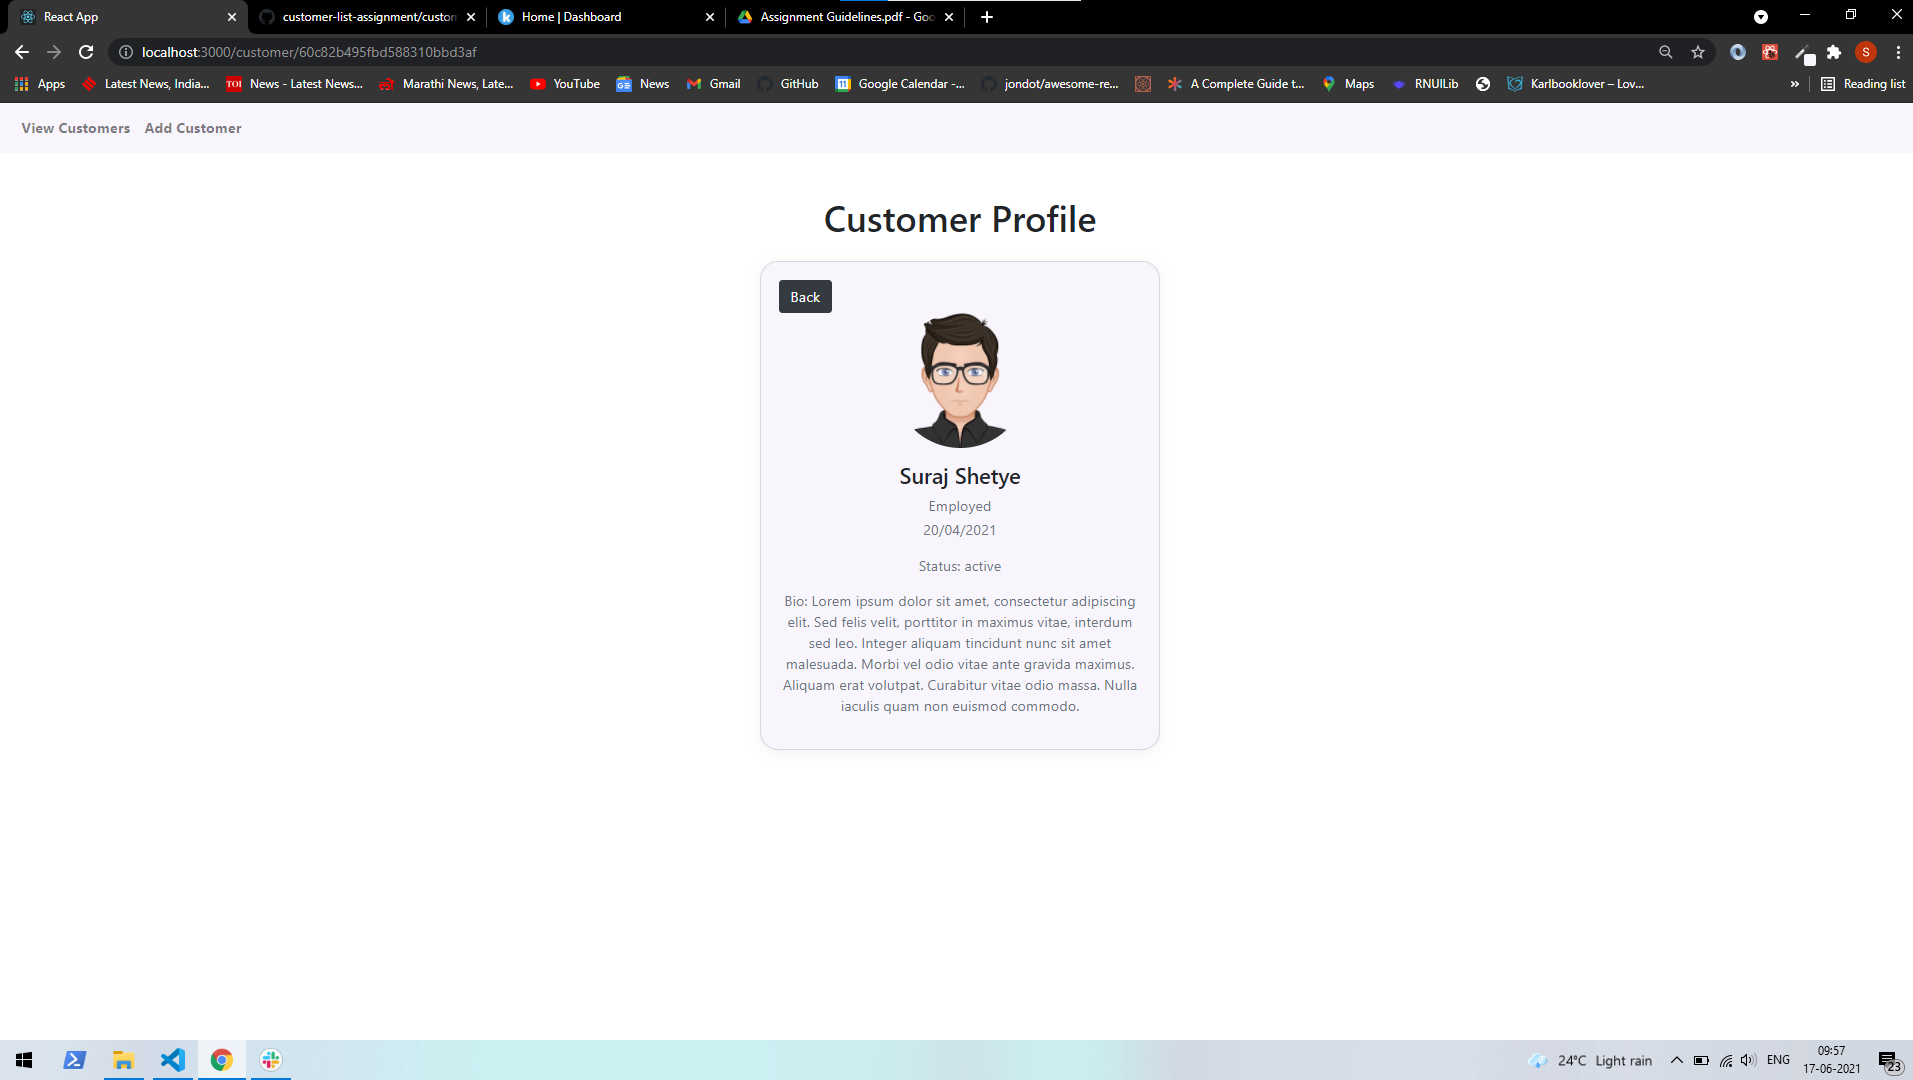 React App
customer-list-assignment/custom
Home | Dashboard
Assignment Guidelines.pdf - Goo
localhost:3000/customer/60c82b495fbd588310bbd3af
S
Apps
Latest News, India...
TOI
News - Latest News...
Marathi News, Late...
YouTube
News
Gmail
GitHub
Google Calendar -...
jondot/awesome-re...
A Complete Guide t...
Maps
RNUILib
Karlbooklover – Lov...
»
Reading list
View Customers
Add Customer
Customer Profile
Back
Suraj Shetye
Employed
20/04/2021
Status: active
Bio: Lorem ipsum dolor sit amet, consectetur adipiscing
elit. Sed felis velit, porttitor in maximus vitae, interdum
sed leo. Integer aliquam tincidunt nunc sit amet
malesuada. Morbi vel odio vitae ante gravida maximus.
Aliquam erat volutpat. Curabitur vitae odio massa. Nulla
iaculis quam non euismod commodo.
24°C Light rain
ENG
09:57
17-06-2021
23